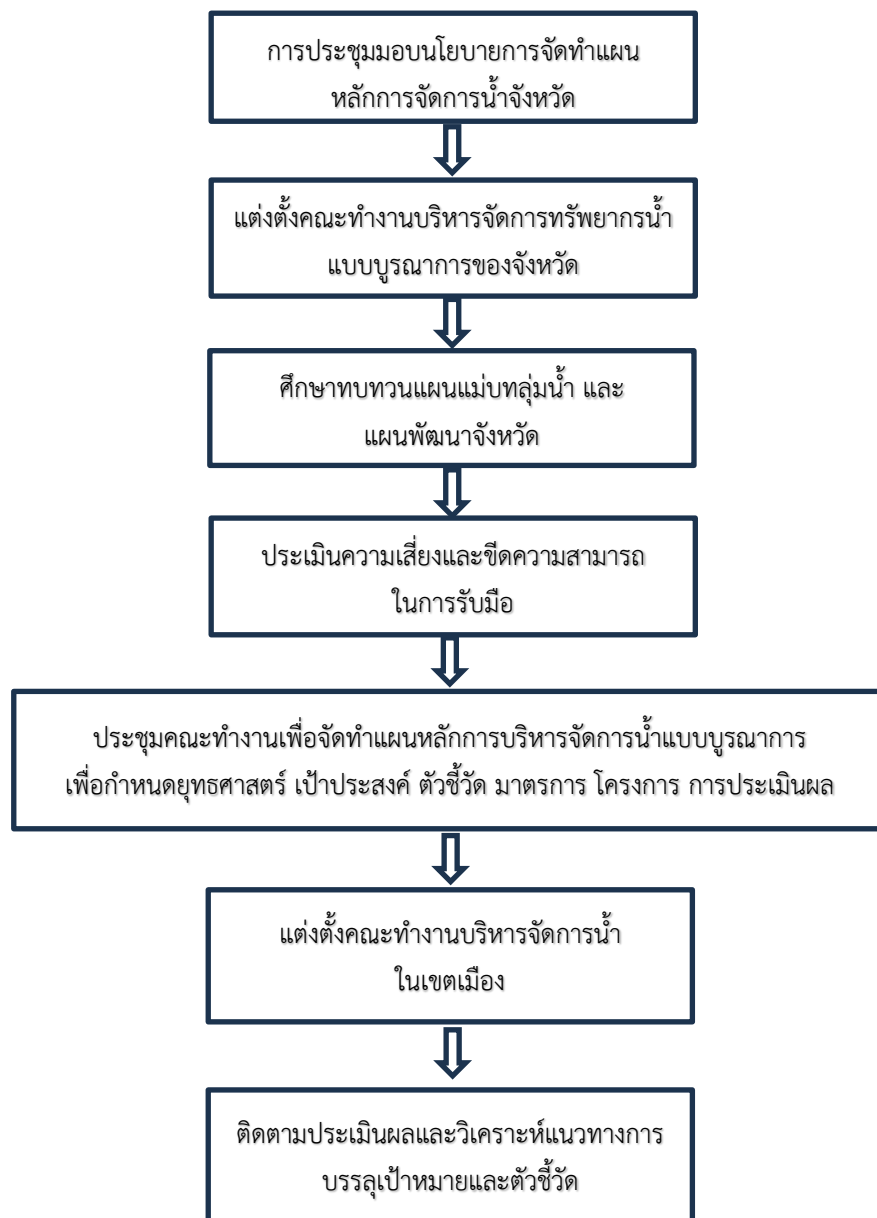 การประชุมมอบนโยบายการจัดทำแผน
หลักการจัดการน้ำจังหวัด
แต่งตั้งคณะทำงานบริหารจัดการทรัพยากรน้ำ
แบบบูรณาการของจังหวัด
ศึกษาทบทวนแผนแม่บทลุ่มน้ำ และ
แผนพัฒนาจังหวัด
ประเมินความเสี่ยงและขีดความสามารถ
ในการรับมือ
ประชุมคณะทำงานเพื่อจัดทำแผนหลักการบริหารจัดการน้ำแบบบูรณาการ
เพื่อกำหนดยุทธศาสตร์ เป้าประสงค์ ตัวชี้วัด มาตรการ โครงการ การประเมินผล
แต่งตั้งคณะทำงานบริหารจัดการน้ำ
ในเขตเมือง
ติดตามประเมินผลและวิเคราะห์แนวทางการ
บรรลุเป้าหมายและตัวชี้วัด